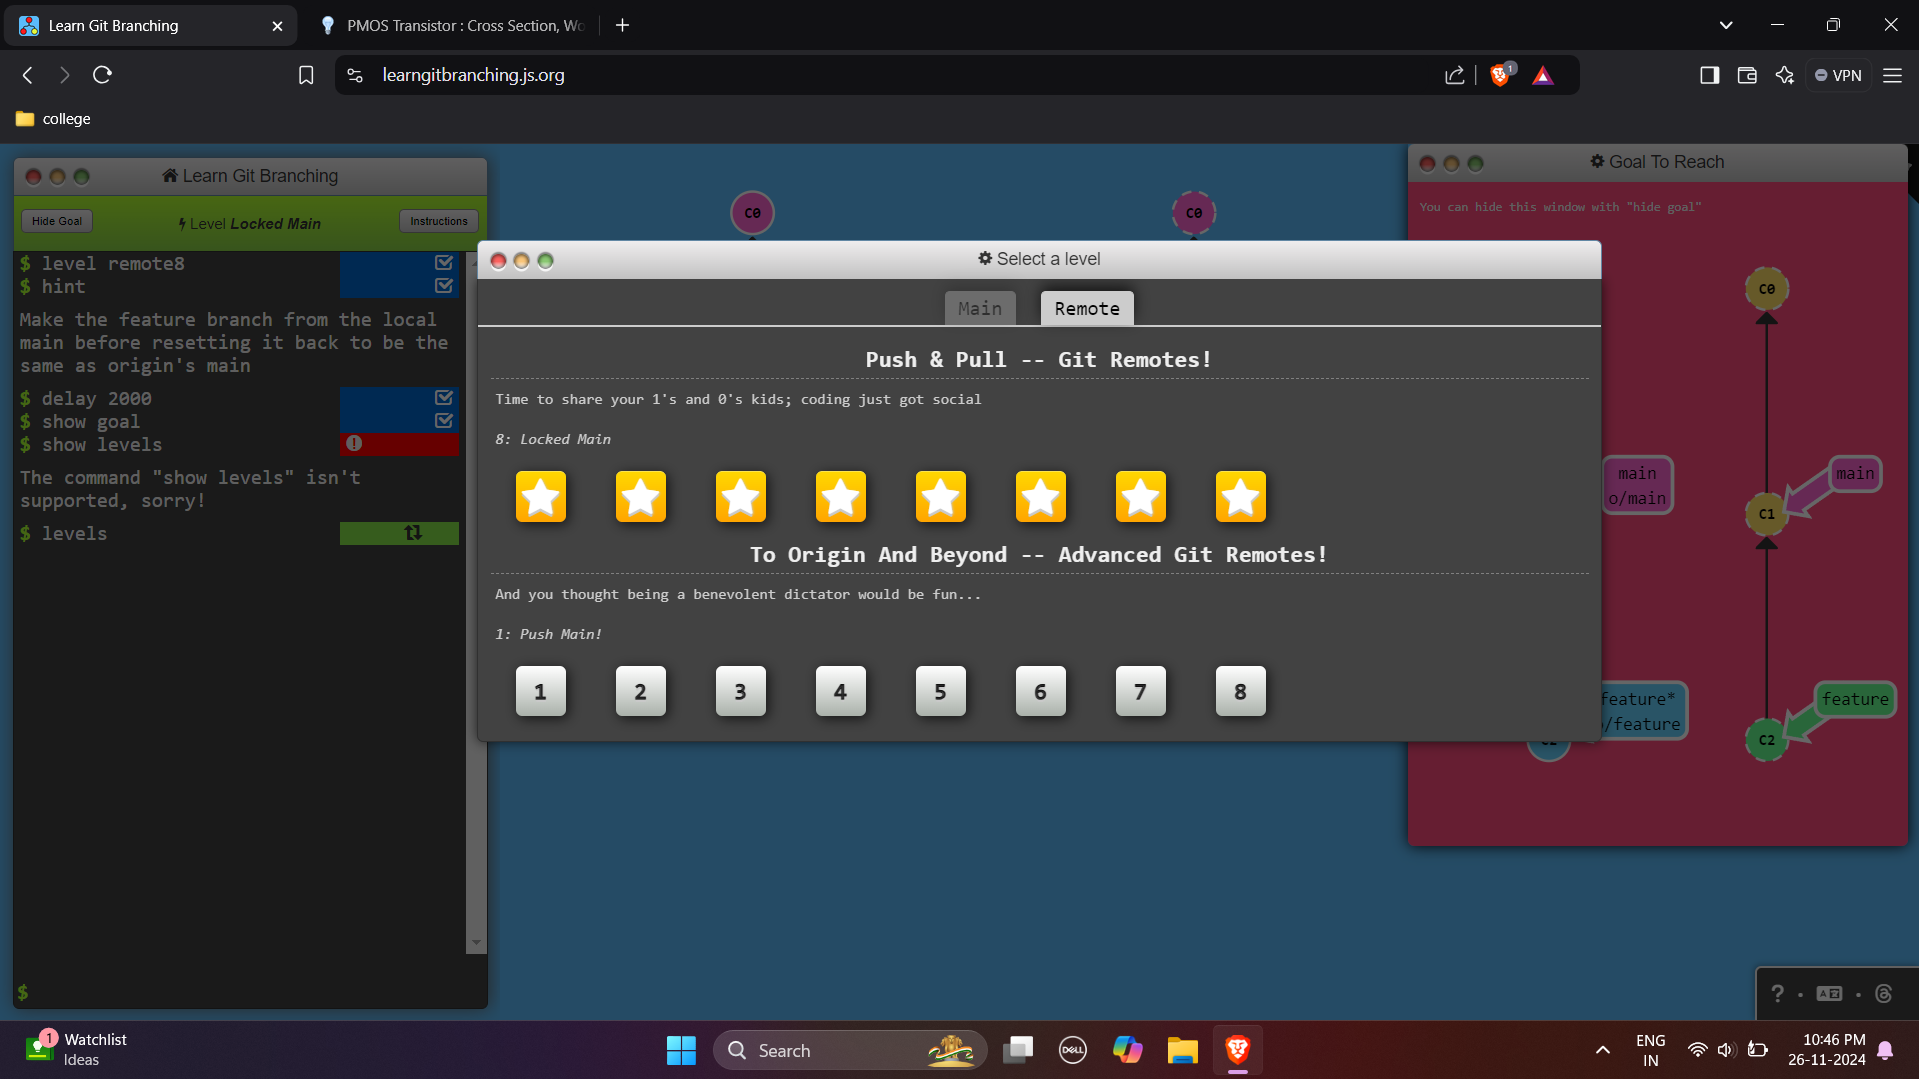 Learn Git Branching
PMOS Transistor : Cross Section, Wo
learngitbranching.js.org
1
VPN
college
Learn Git Branching
Hide Goal
Level Locked Main
Instructions
$ level remote8
$ hint
Make the feature branch from the local
main before resetting it back to be the
same as origin's main
$ delay 2000
$ show goal
$ show levels
The command "show levels" isn't
supported, sorry!
$ levels
$
C0
C0
Select a level
Main
Remote
Push & Pull -- Git Remotes!
Time to share your 1's and 0's kids; coding just got social
8: Locked Main
To Origin And Beyond -- Advanced Git Remotes!
And you thought being a benevolent dictator would be fun...
1: Push Main!
1 2 3 4 5 6 7 8
Goal To Reach
You can hide this window with "hide goal"
C0
main
o/main
main
C1
feature*
/feature
feature
C2
C2
?
1
Watchlist
Ideas
Search
DELL
ENG
IN
10:46 PM
26-11-2024